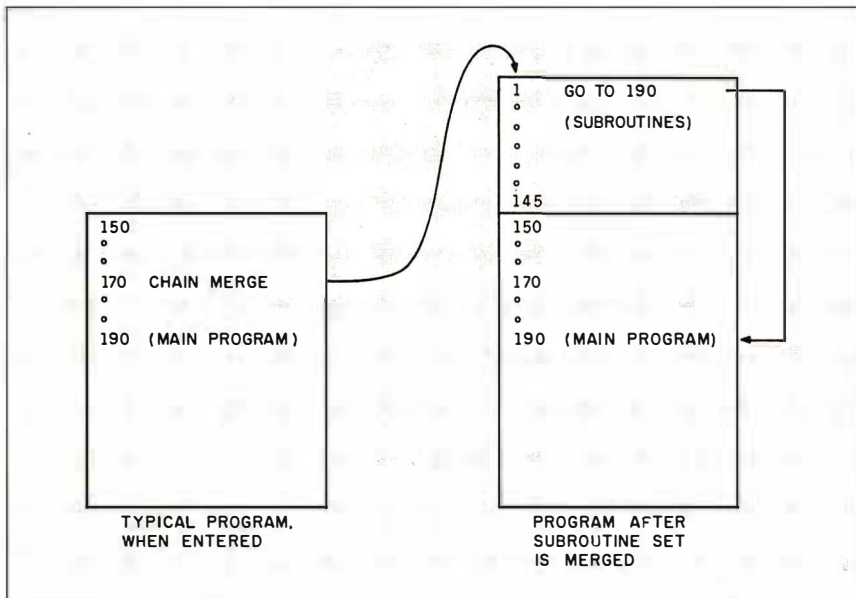 150
170 CHAIN MERGE
190 (MAIN PROGRAM)
TYPICAL PROGRAM,
WHEN ENTERED
1 GO TO 190
(SUBROUTINES)
145
150
170
190 (MAIN PROGRAM)
PROGRAM AFTER
SUBROUTINE SET
IS MERGED